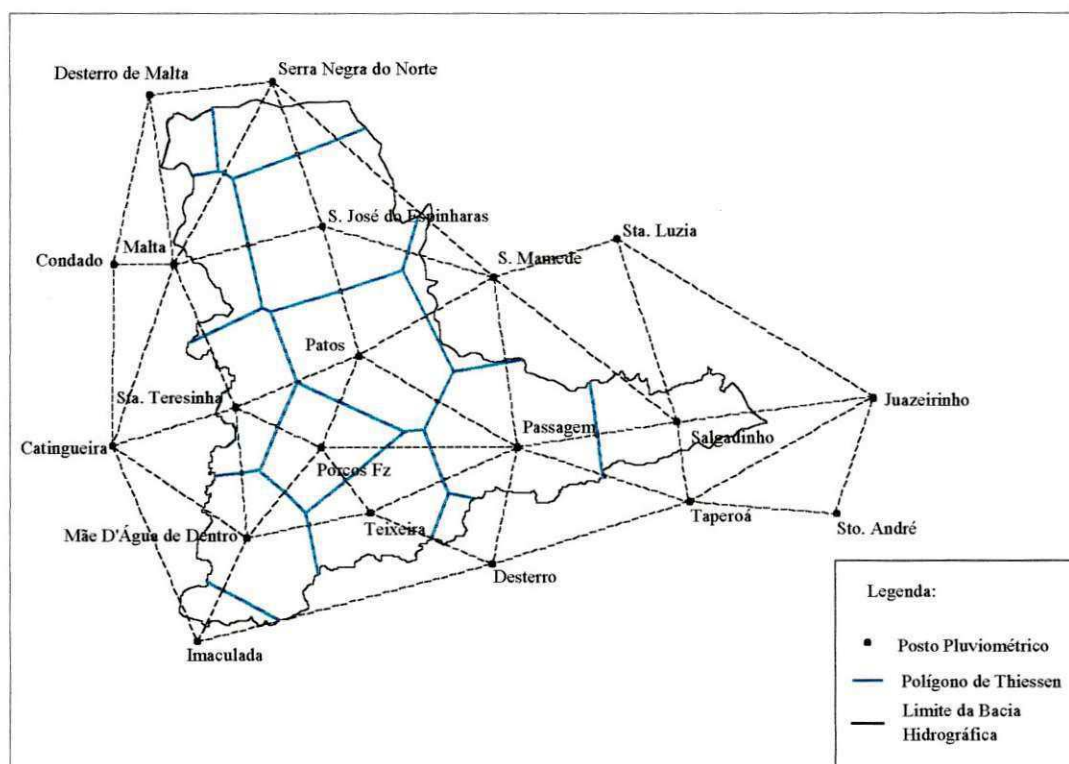 Serra Negra do Norte
Desterro de Malta
S. José do Espinharas
Sta. Luzia
Malta
Condado
S. Mamede
Patos
Sta. Teresinha
Juazeirinho
Passagem
Salgadinho
Catingueira
Porcos Fz
Taperoá
Teixeira
Sto. André
Mãe D'Água de Dentro
Desterro
Imaculada
Legenda:
Posto Pluviométrico
Polígono de Thiessen
Limite da Bacia
Hidrográfica